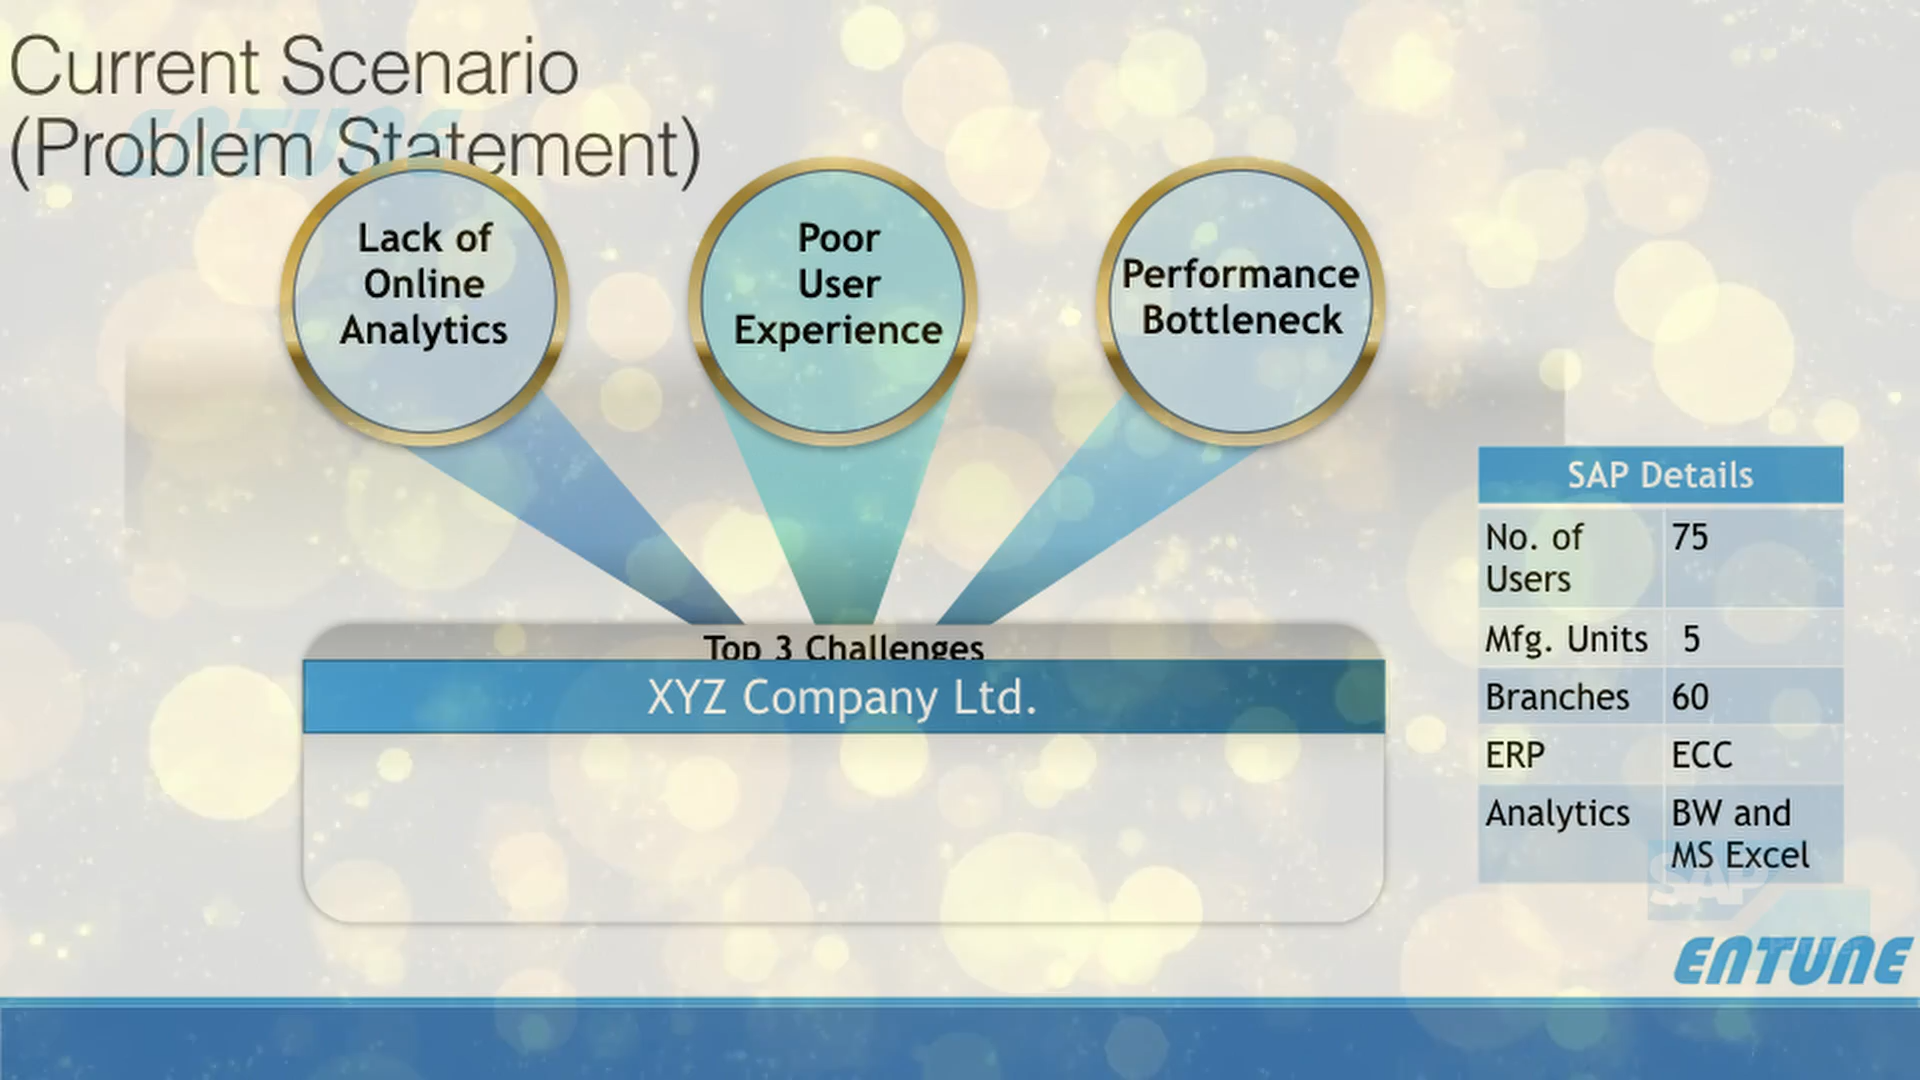 Current Scenario
(Problem Statement)
Lack of
Online
Analytics
Poor
User
Experience
Performance
Bottleneck
Top 3 Challenges
XYZ Company Ltd.
SAP Details
No. of
Users
75
Mfg. Units
5
Branches
60
ERP
ECC
Analytics
BW and
MS Excel
SAP
ENTUNE
ENTUNE